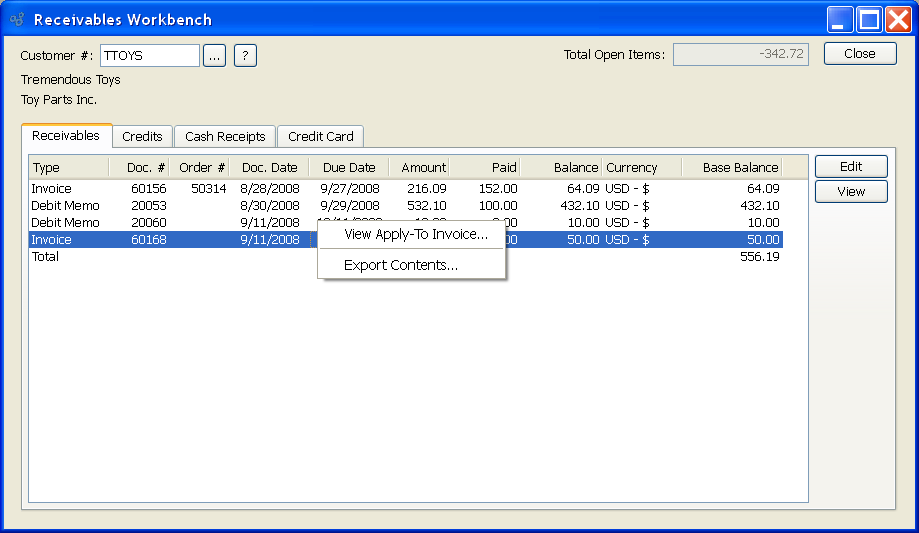 Receivables Workbench
Customer #: TTOYS ... ? Total Open Items: -342.72 Close
Tremendous Toys
Toy Parts Inc.
Receivables Credits Cash Receipts Credit Card
Type Doc. # Order # Doc. Date Due Date Amount Paid Balance Currency Base Balance Edit
Invoice 60156 50314 8/28/2008 9/27/2008 216.09 152.00 64.09 USD - $ 64.09 View
Debit Memo 20053 8/30/2008 9/29/2008 532.10 100.00 432.10 USD - $ 432.10
Debit Memo 20060 9/11/2008 10.00 USD - $ 10.00
Invoice 60168 9/11/2008 View Apply-To Invoice... 50.00 USD - $ 50.00
Total 556.19
Export Contents...